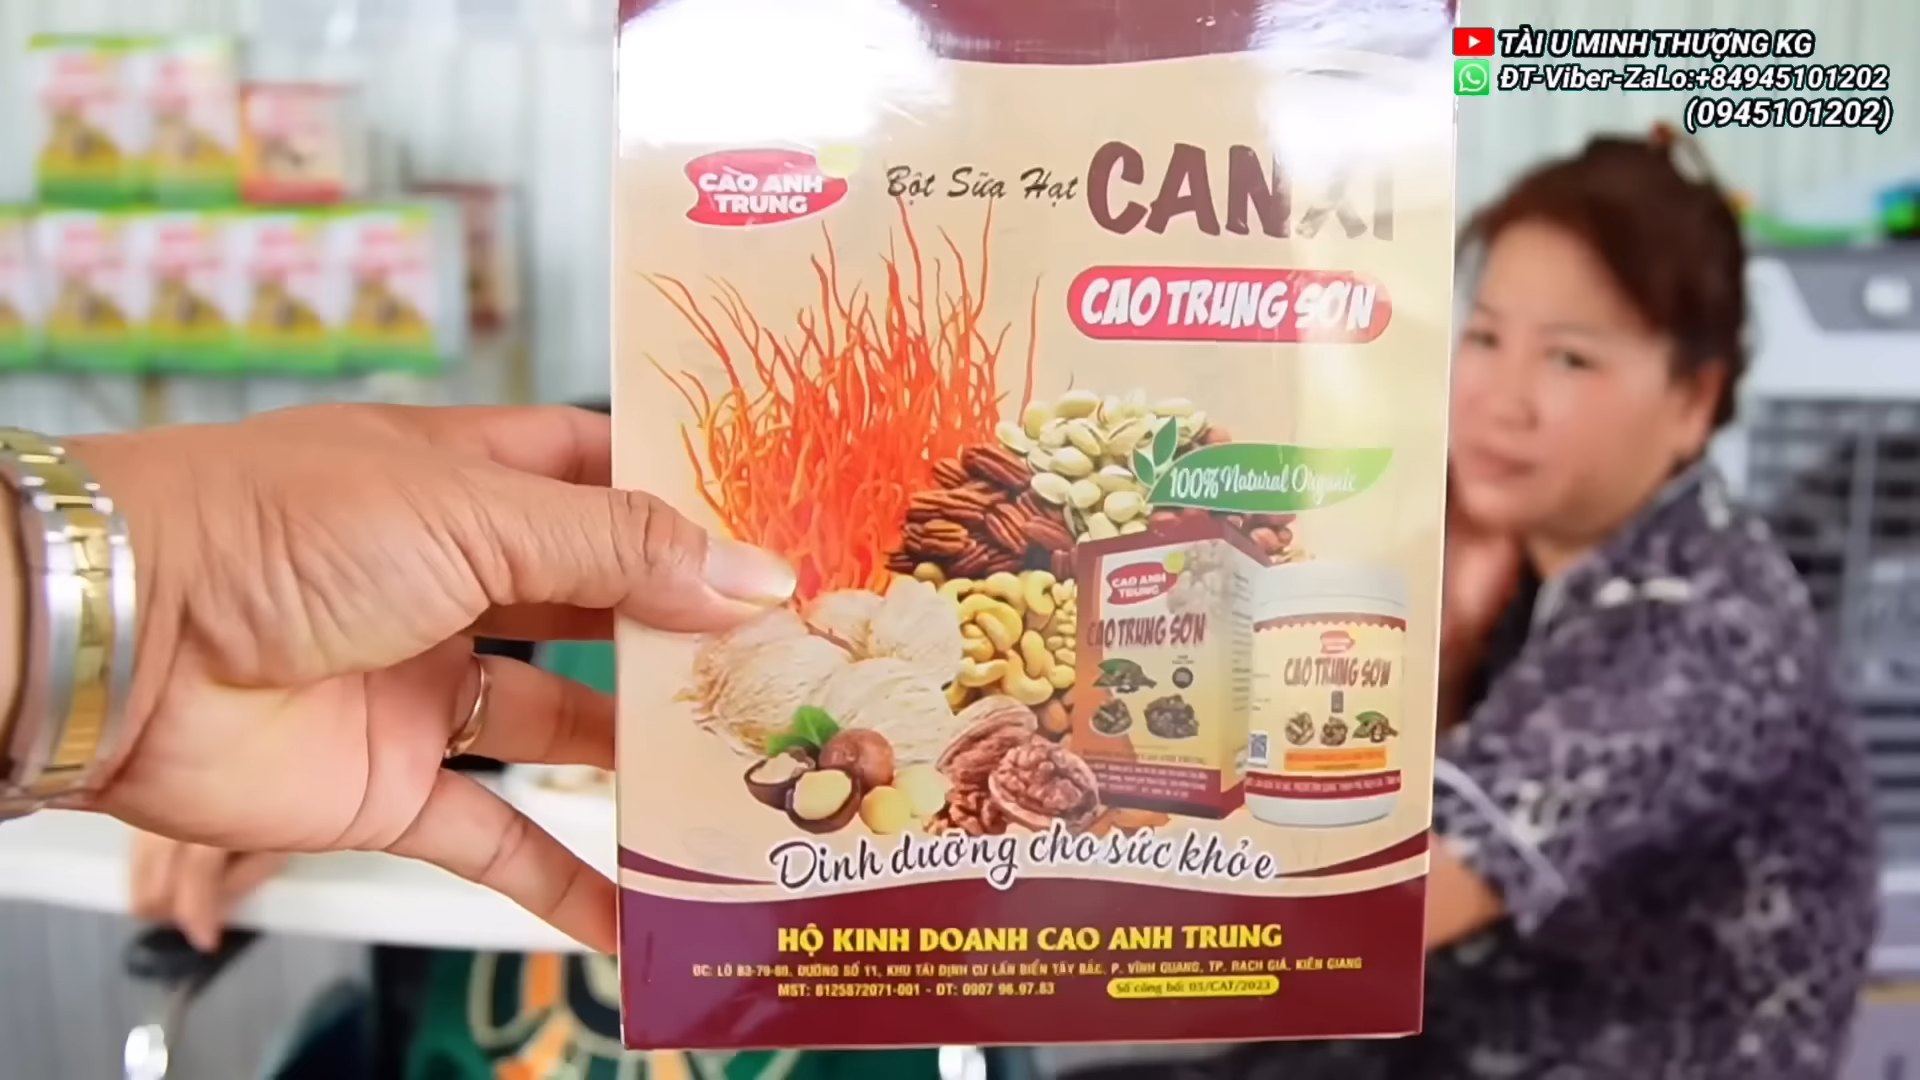 TÀI U MINH THƯỢNG KG
ĐT-Viber-ZaLo:+84945101202
(0945101202)
CAO ANH
TRUNG
Bột Sữa Hạt CANXI
CAO TRUNG SƠN
100% Natural Organic
CAO ANH
TRUNG
CAO TRUNG SƠN
CAO TRUNG SƠN
Dinh dưỡng cho sức khỏe
HỘ KINH DOANH CAO ANH TRUNG
ĐC: LÔ B3-79-80, ĐƯỜNG SỐ 11, KHU TÁI ĐỊNH CƯ LẤN BIỂN TÂY BẮC, P. VĨNH QUANG, TP. RẠCH GIÁ, KIÊN GIANG
MST: 8125872071-001 - ĐT: 0907 96.97.83
Số công bố: 05/CAT/2023